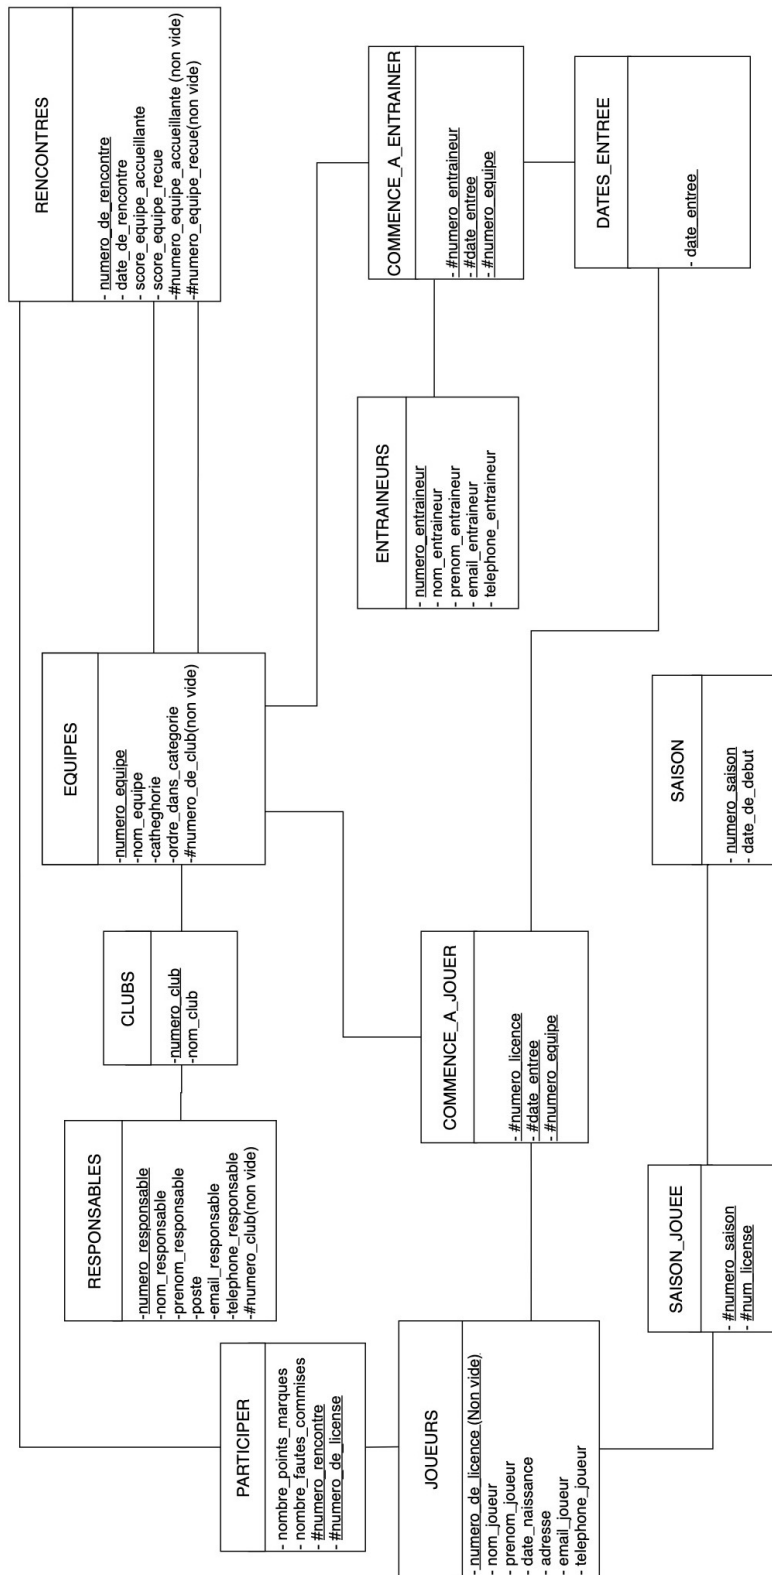 RENCONTRES
- numero_de_rencontre
- date_de_rencontre
- score_equipe_accueillante
- score_equipe_recue
-#numero_equipe_accueillante (non vide)
-#numero_equipe_recue(non vide)
COMMENCE_A_ENTRAINER
- #numero_entraineur
- #date_entree
- #numero_equipe
DATES_ENTREE
- date_entree
ENTRAINEURS
- numero_entraineur
- nom_entraineur
- prenom_entraineur
- email_entraineur
- telephone_entraineur
EQUIPES
-numero_equipe
-nom_equipe
-catheghorie
-ordre_dans_categorie
-#numero_de_club(non vide)
SAISON
- numero_saison
- date_de_debut
CLUBS
-numero_club
-nom_club
COMMENCE_A_JOUER
- #numero_licence
- #date_entree
- #numero_equipe
RESPONSABLES
-numero_responsable
-nom_responsable
-prenom_responsable
-poste
-email_responsable
-telephone_responsable
-#numero_club(non vide)
SAISON_JOUEE
- #numero_saison
- #num_license
PARTICIPER
- nombre_points_marques
- nombre_fautes_commises
- #numero_rencontre
- #numero_de_license
JOUEURS
- numero_de_licence (Non vide)
- nom_joueur
- prenom_joueur
- date_naissance
- adresse
- email_joueur
- telephone_joueur